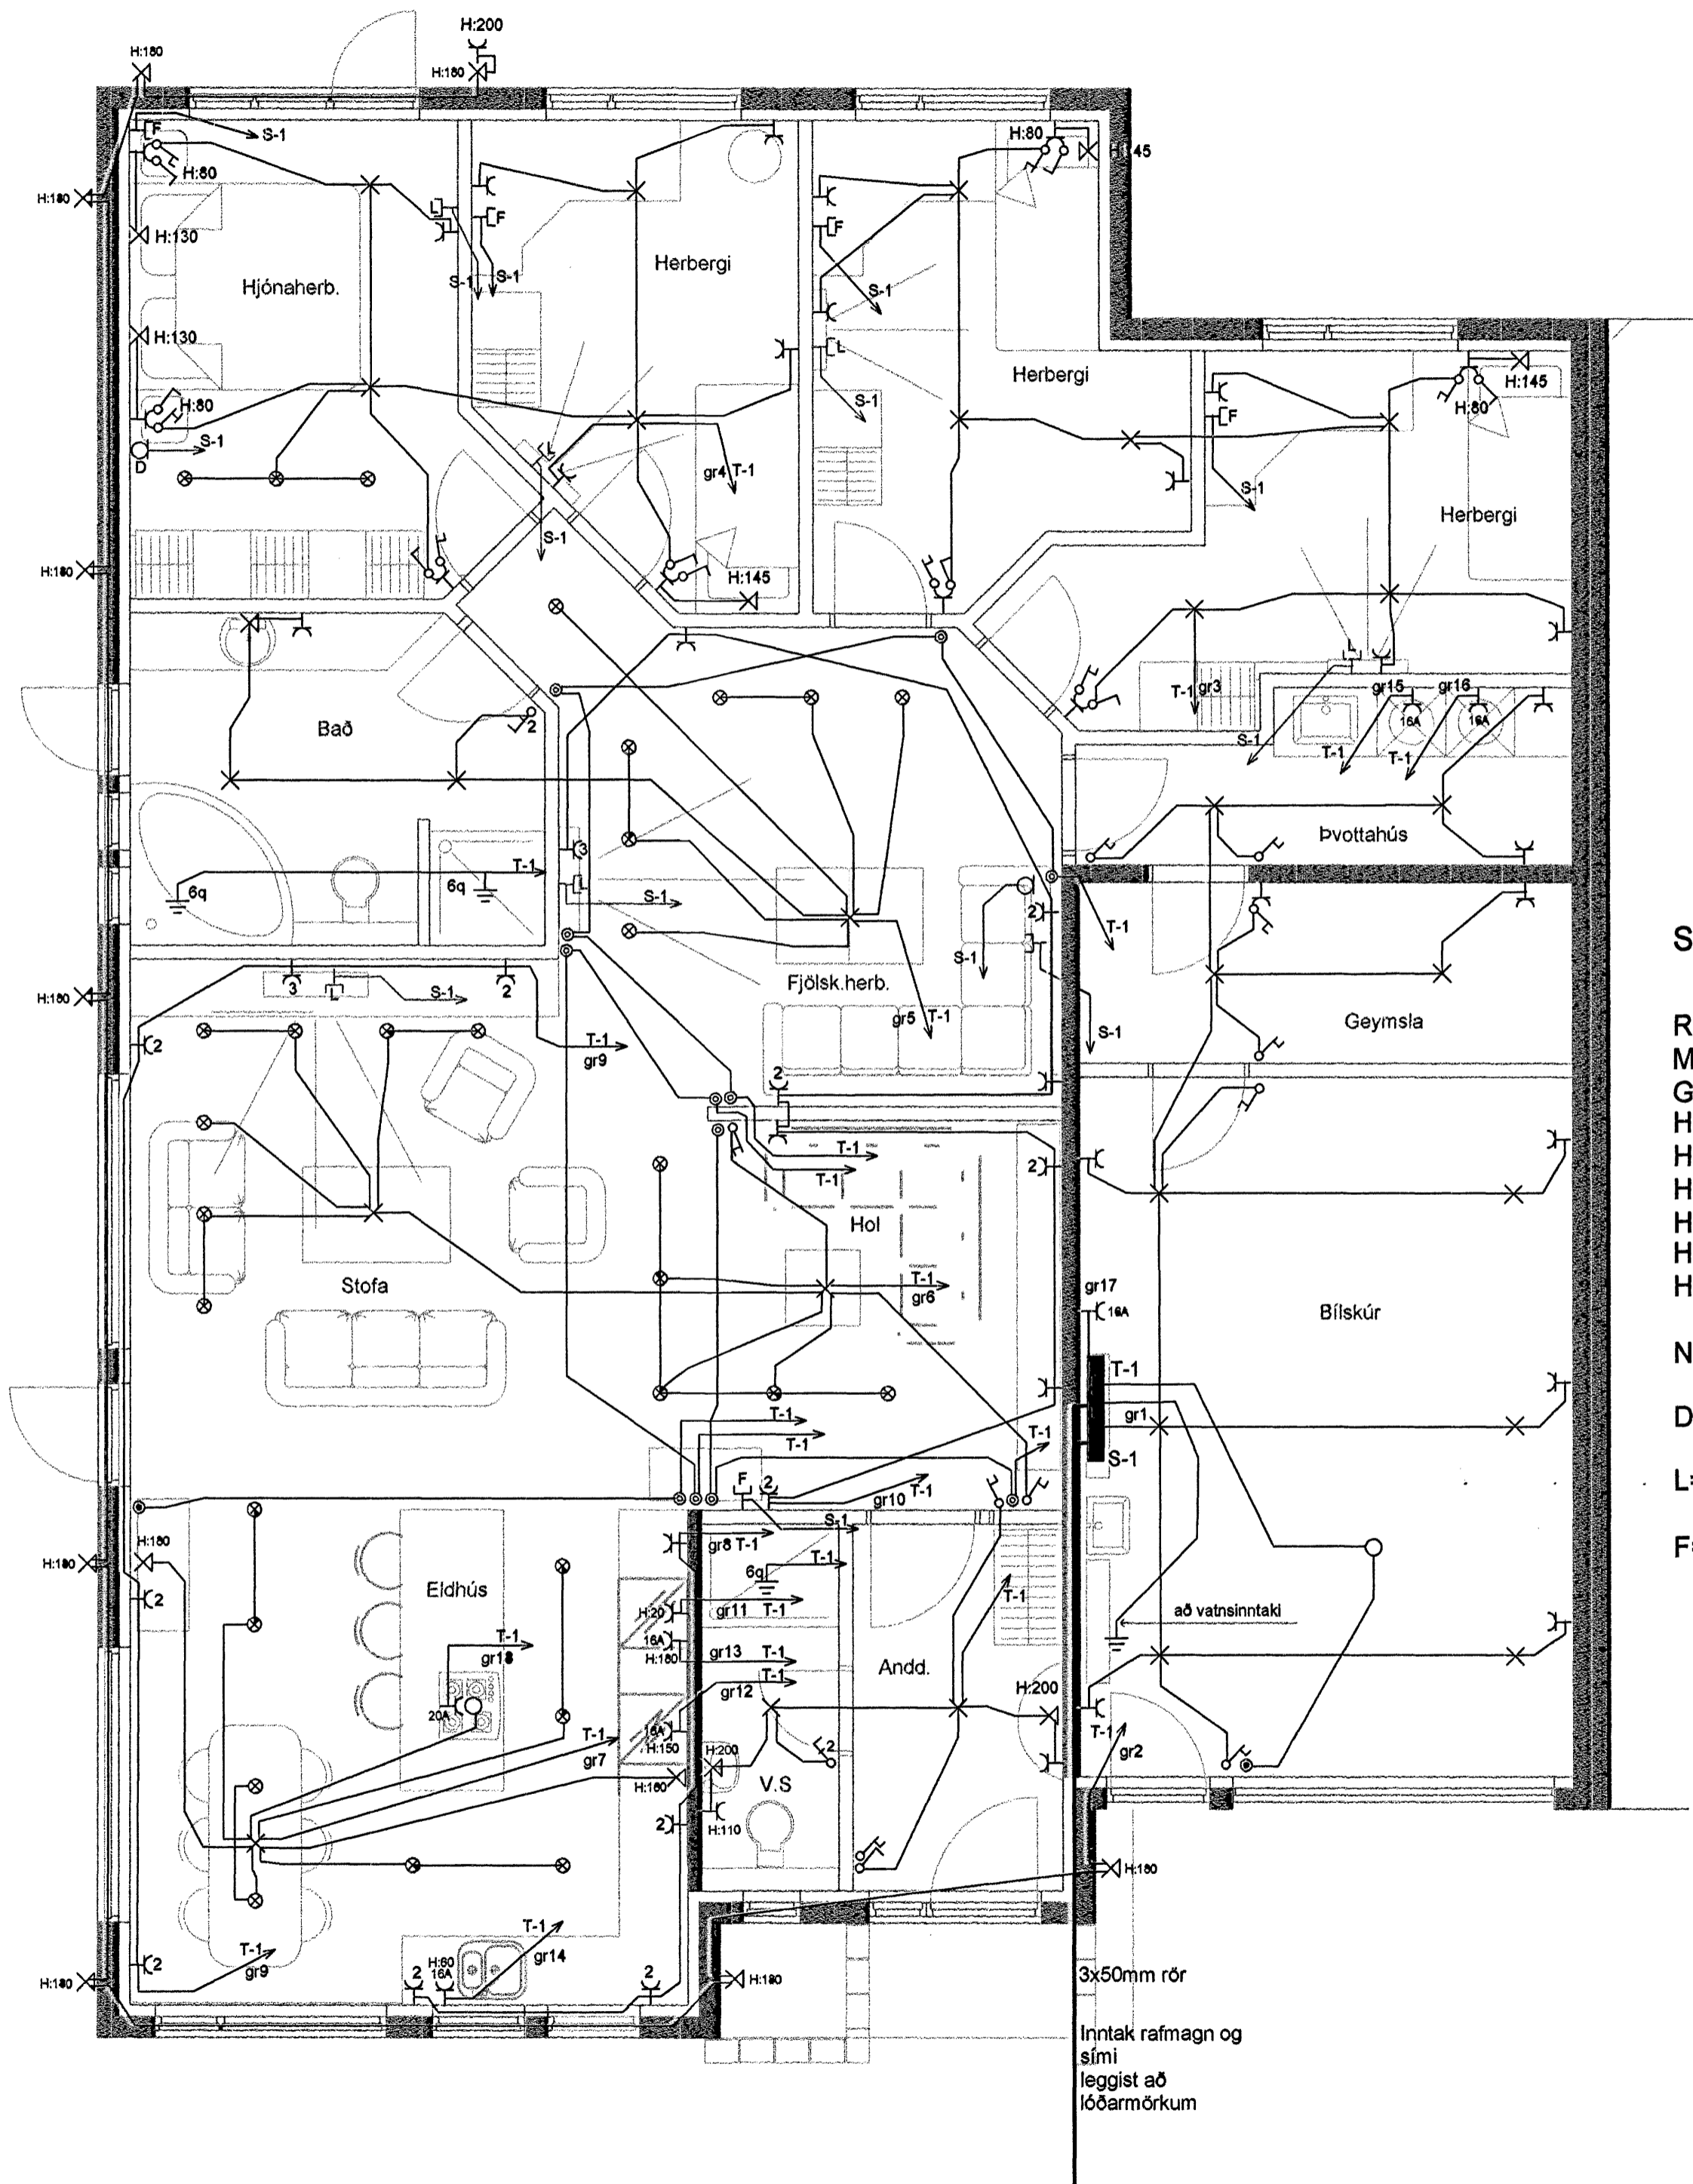 H:200
H:180
H:180
F
S-1
H:80
H:180
H:130
Hjónaherb.
L
F
S-1
S-1
Herbergi
H:80
H:145
F
S-1
H:130
L
S-1
Herbergi
H:80
S-1
D
gr4 T-1
L
S-1
H:180
H:145
F
H:145
H:80
S-1
Herbergi
L
T-1
gr3
gr15
gr16
16A
16A
S-1
T-1
T-1
Bað
2
Þvottahús
3
T-1
6q
6q
L
S-1
2
T-1
S-1
Fjölsk.herb.
gr5 T-1
S-1
Geymsla
H:180
3
L
S-1
2
2
T-1
gr9
2
T-1
T-1
2
Hol
T-1
gr6
Stofa
gr17
16A
Bílskúr
T-1
gr1
S-1
T-1
T-1
T-1
F
2
T-1
gr10
S-1
H:180
H:180
2
Eldhús
gr8 T-1
T-1
6q
H:20
gr11 T-1
16A
H:180
gr13 T-1
T-1
gr12
T-1
gr18
20A
T-1
gr7
16A
H:150
H:200
H:160
2
H:110
V.S
2
Andd.
T-1
H:200
að vatnsinntaki
T-1
gr2
H:180
2
T-1
gr9
H:180
2
H:60
16A
T-1
gr14
2
H:180
3x50mm rör
Inntak rafmagn og
sími
leggist að
lóðarmörkum
S
R
M
G
H
H
H
H
H
H
N
D
L=
F=